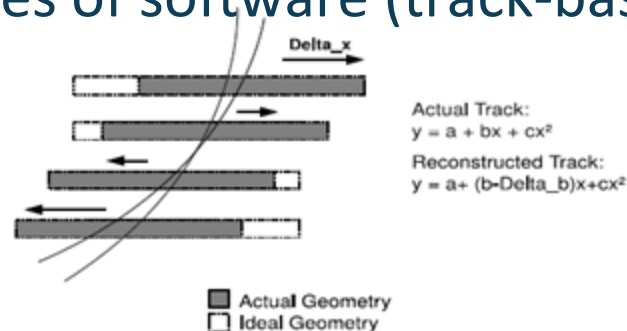 es of software (track-bas
Delta_x
Actual Track:
y = a + bx + cx²
Reconstructed Track:
y = a+ (b-Delta_b)x+cx²
Actual Geometry
Ideal Geometry